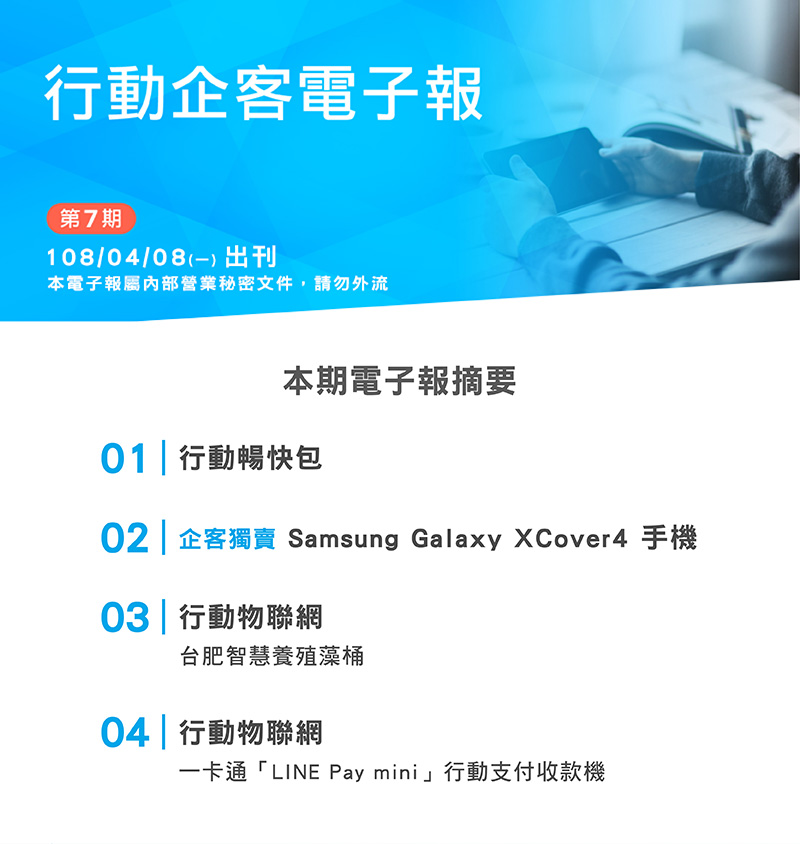 行動企客電子報
第7期
108/04/08(一) 出刊
本電子報屬內部營業秘密文件，請勿外流
本期電子報摘要
01 行動暢快包
02 企客獨賣 Samsung Galaxy XCover4 手機
03 行動物聯網
台肥智慧養殖藻桶
04 行動物聯網
一卡通「LINE Pay mini」行動支付收款機